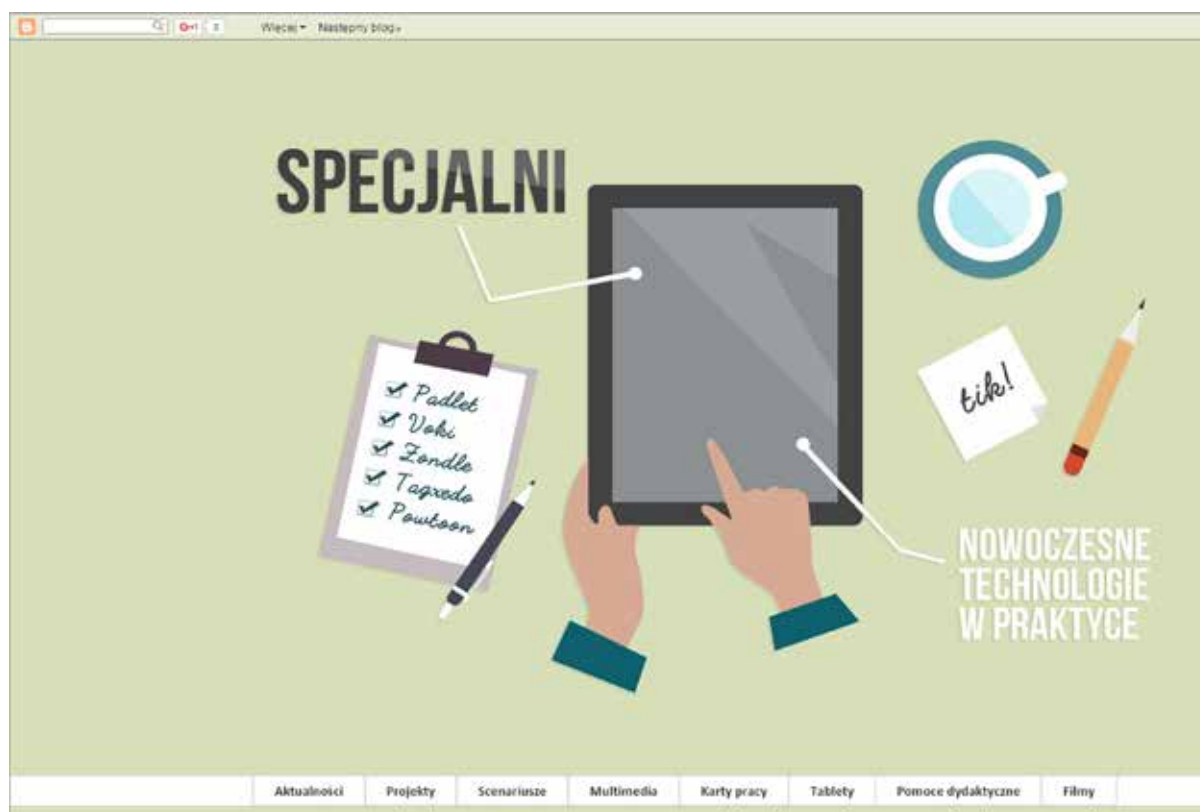 Więcej Następny blog»
SPECJALNI
Padlet
Voki
Zondle
Tagxedo
Powtoon
tik!
NOWOCZESNE
TECHNOLOGIE
W PRAKTYCE
Aktualności Projekty Scenariusze Multimedia Karty pracy Tablety Pomoce dydaktyczne Filmy